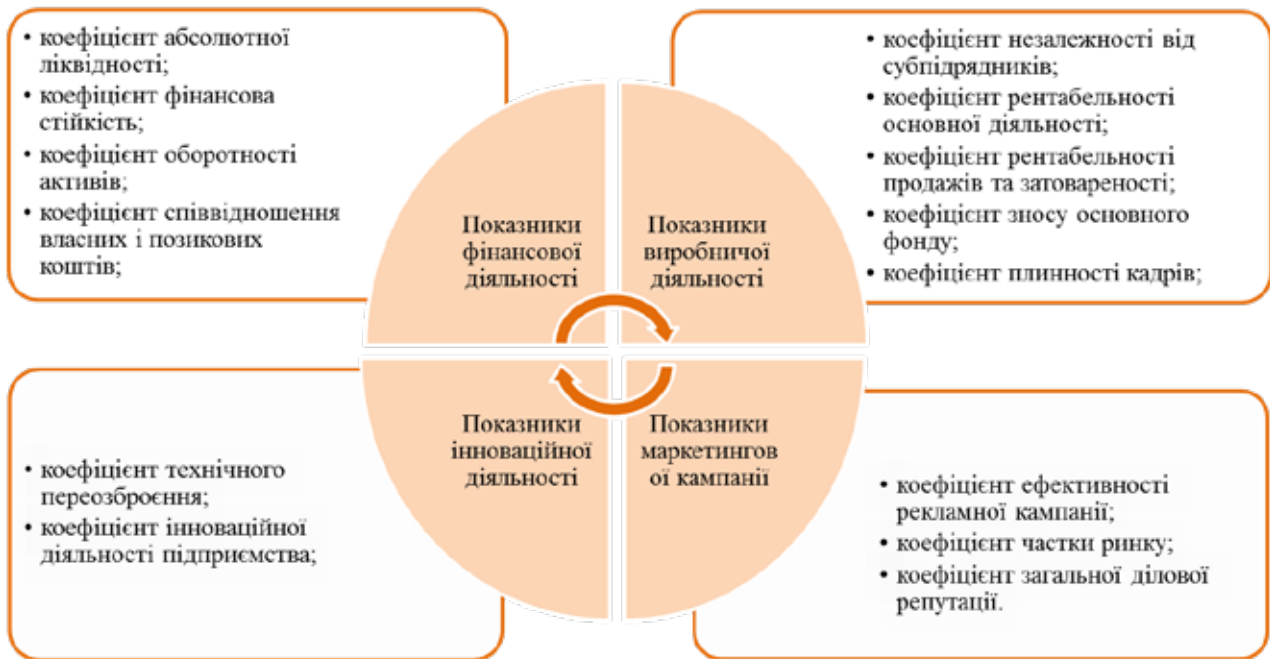 • коефіцієнт абсолютної
ліквідності;
• коефіцієнт фінансова
стійкість;
• коефіцієнт оборотності
активів;
• коефіцієнт співвідношення
власних і позикових
коштів;
• коефіцієнт незалежності від
субпідрядників;
• коефіцієнт рентабельності
основної діяльності;
• коефіцієнт рентабельності
продажів та затовареності;
• коефіцієнт зносу основного
фонду;
• коефіцієнт плинності кадрів;
Показники
фінансової
діяльності
Показники
виробничої
діяльності
Показники
інноваційної
діяльності
Показники
маркетингов
ої кампанії
• коефіцієнт технічного
переозброєння;
• коефіцієнт інноваційної
діяльності підприємства;
• коефіцієнт ефективності
рекламної кампанії;
• коефіцієнт частки ринку;
• коефіцієнт загальної ділової
репутації.